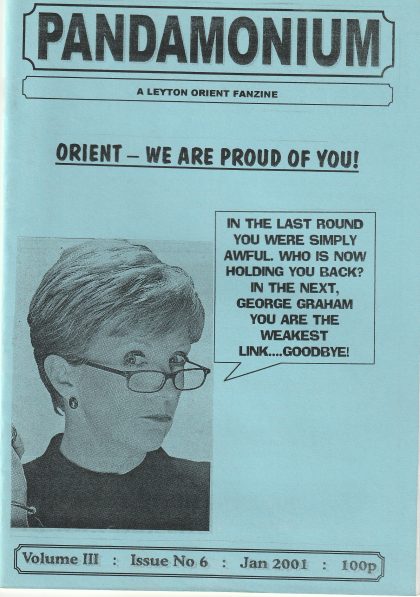 PANDAMONIUM
A LEYTON ORIENT FANZINE
ORIENT – WE ARE PROUD OF YOU!
IN THE LAST ROUND
YOU WERE SIMPLY
AWFUL. WHO IS NOW
HOLDING YOU BACK?
IN THE NEXT,
GEORGE GRAHAM
YOU ARE THE
WEAKEST
LINK....GOODBYE!
Volume III : Issue No 6 : Jan 2001 : 100p